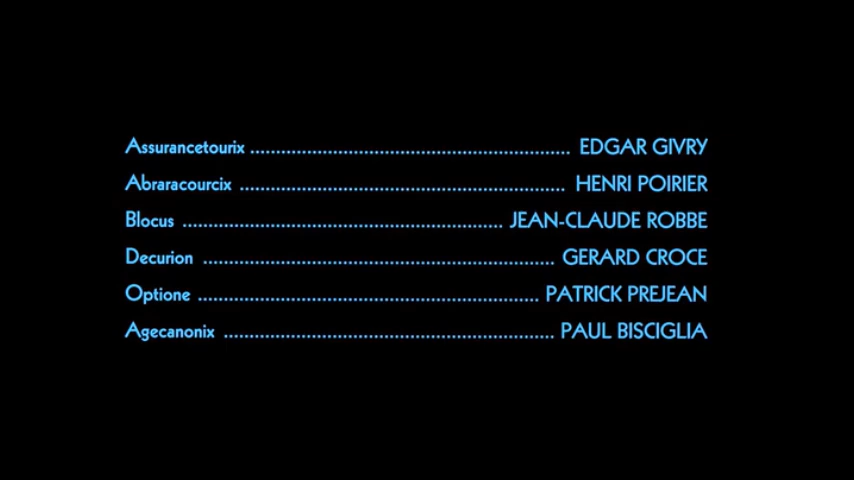 Assurancetourix ................................................................ EDGAR GIVRY
Abraracourcix ................................................................. HENRI POIRIER
Blocus ................................................................ JEAN-CLAUDE ROBBE
Decurion ...................................................................... GERARD CROCE
Optione .................................................................... PATRICK PREJEAN
Agecanonix .................................................................. PAUL BISCIGLIA